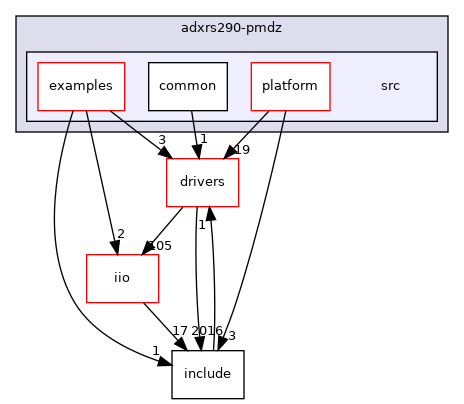 adxrs290-pmdz
examples
common
platform
src
3
1
19
drivers
1
2
105
iio
17
2016
3
1
include